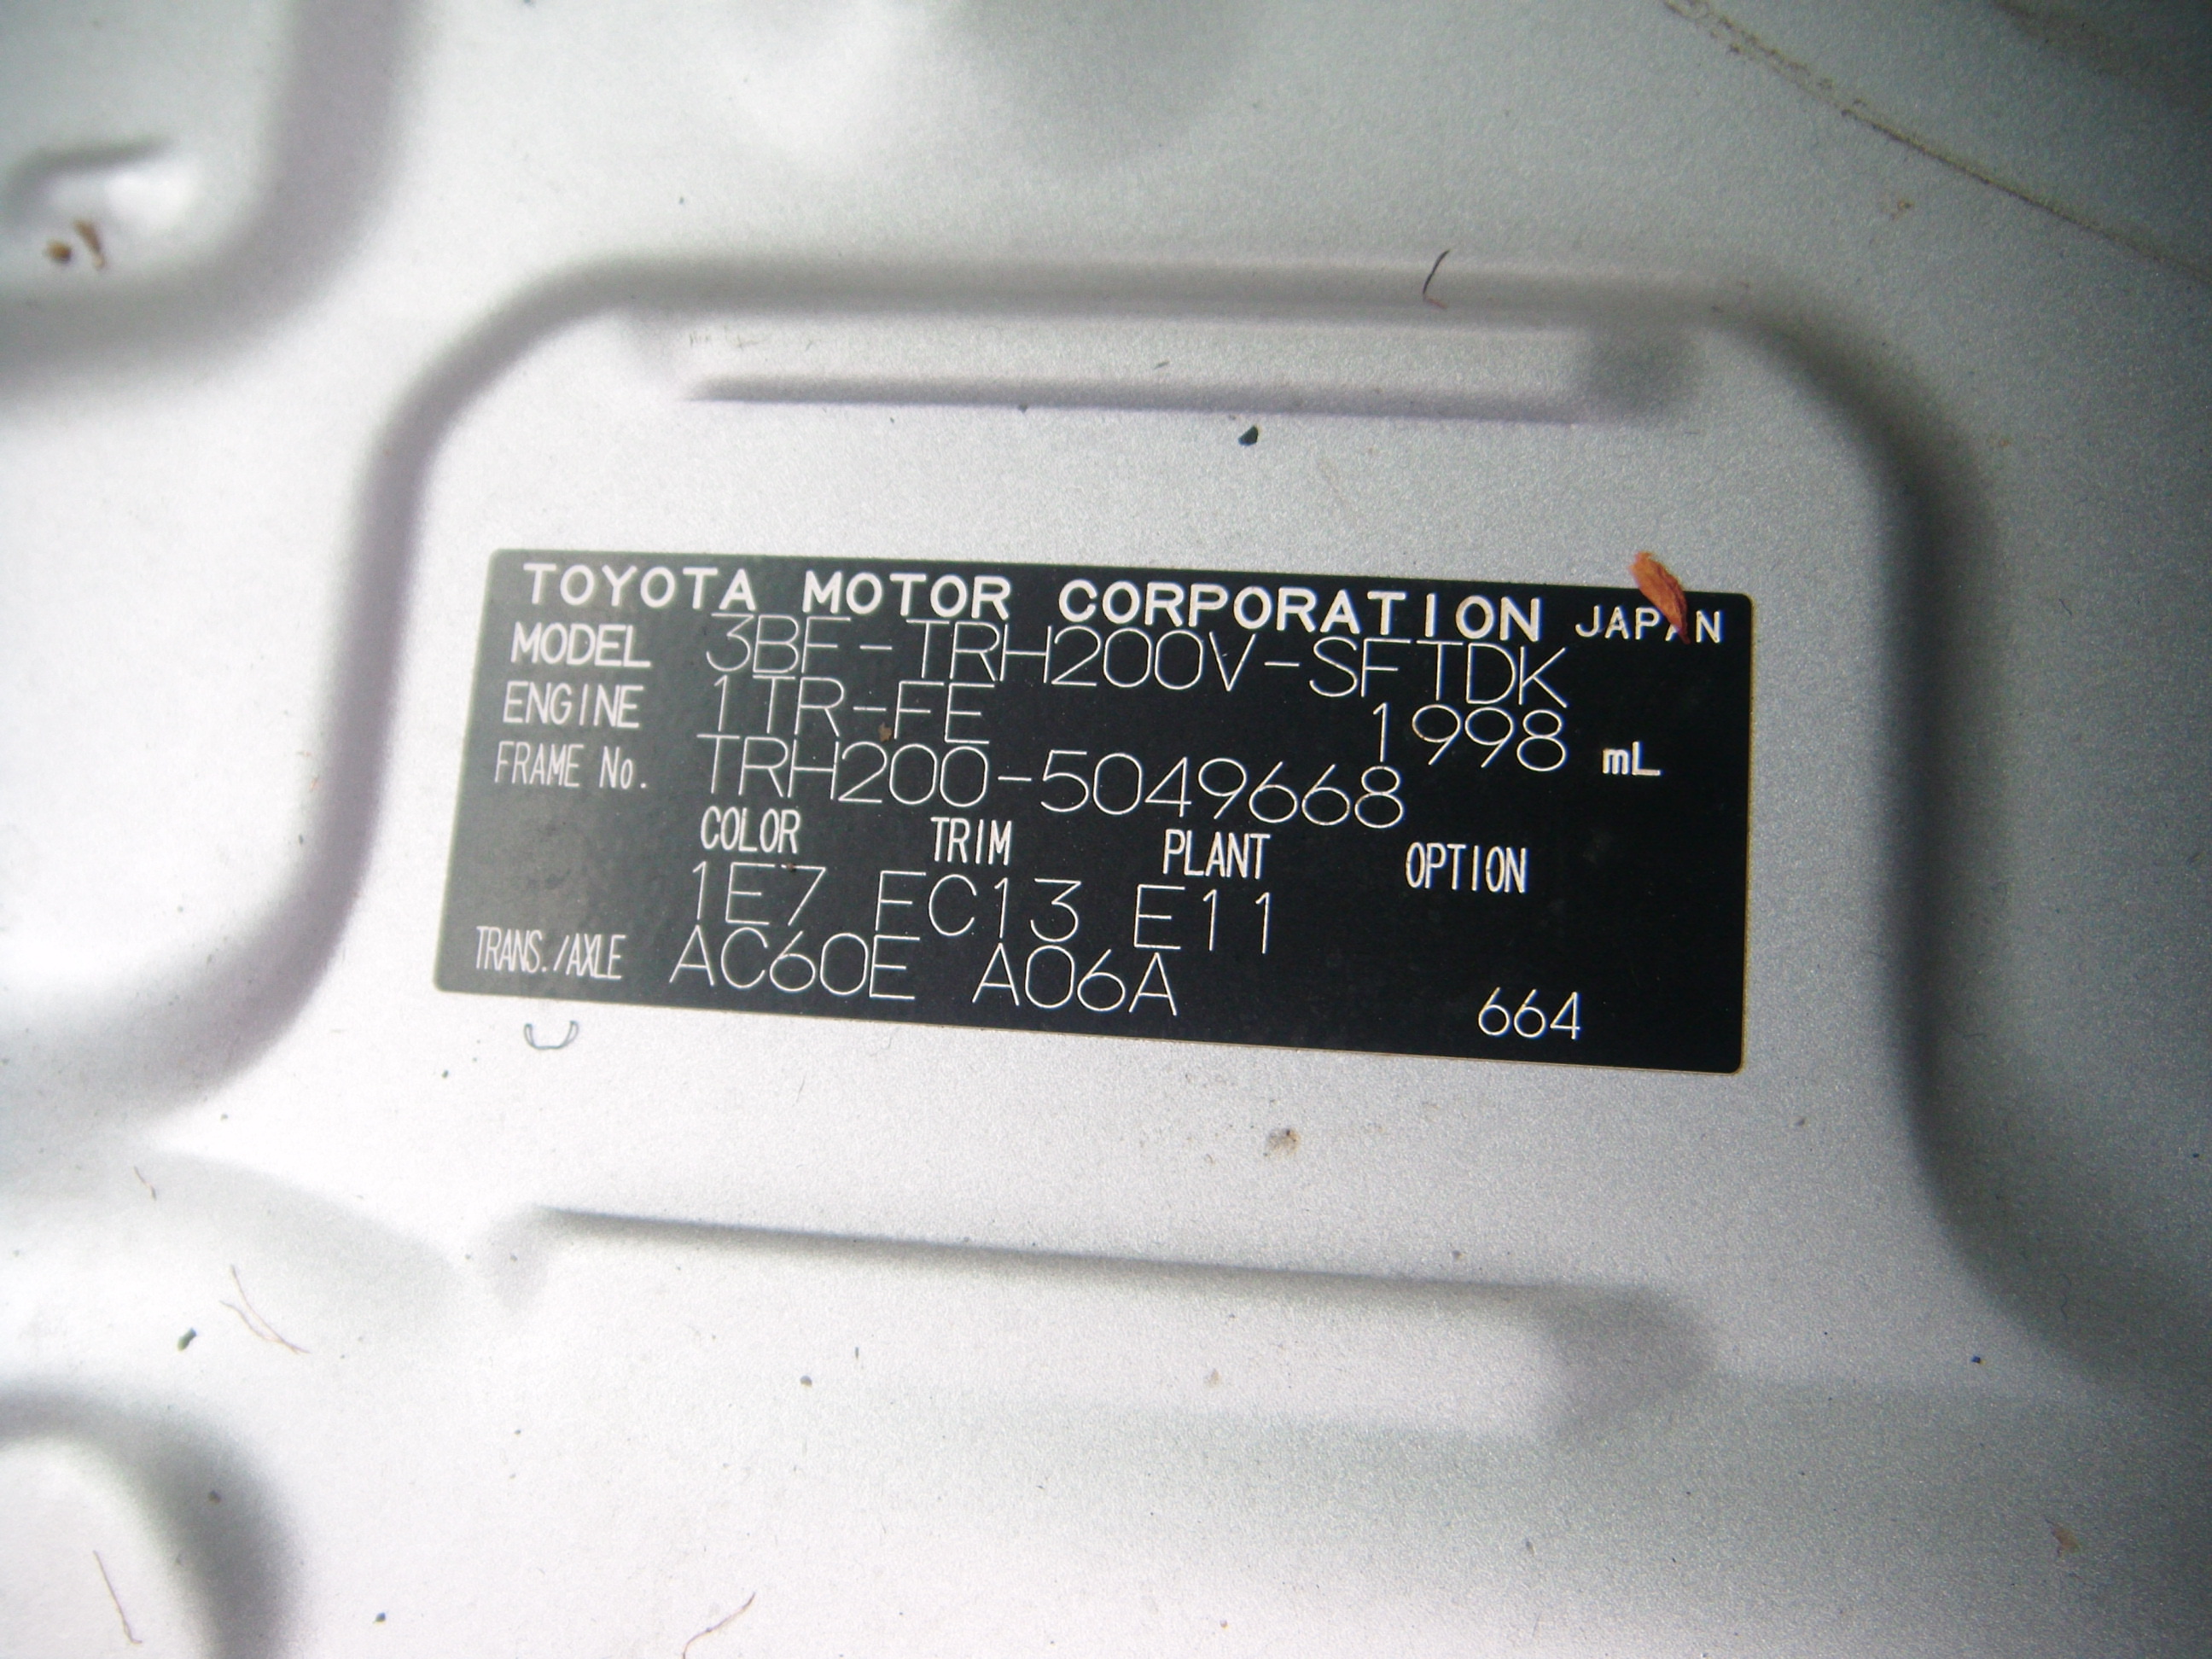 TOYOTA MOTOR CORPORATION JAPAN
MODEL 3BF-TRH200V-SFTDK
ENGINE 1TR-FE 1998 mL
FRAME No. TRH200-5049668
COLOR TRIM PLANT OPTION
1E7 FC13 E11
TRANS./AXLE AC60E A06A 664